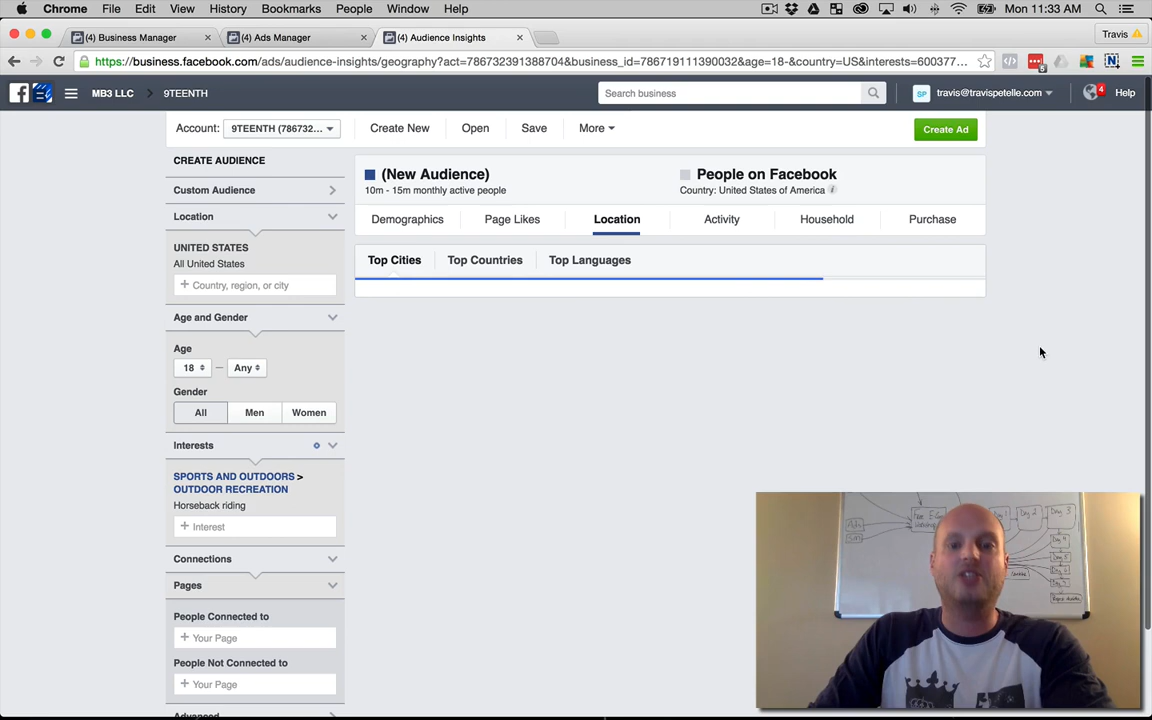 Chrome File Edit View History Bookmarks People Window Help Mon 11:33 AM
(4) Business Manager × (4) Ads Manager × (4) Audience Insights × Travis
https://business.facebook.com/ads/audience-insights/geography?act=786732391388704&business_id=786719111390032&age=18-&country=US&interests=600377... 5
MB3 LLC > 9TEENTH Search business SP travis@travispetelle.com 4 Help
Account: 9TEENTH (786732... Create New Open Save More Create Ad
CREATE AUDIENCE
Custom Audience
Location
UNITED STATES
All United States
+ Country, region, or city
Age and Gender
Age
18 – Any
Gender
All Men Women
Interests
SPORTS AND OUTDOORS >
OUTDOOR RECREATION
Horseback riding
+ Interest
Connections
Pages
People Connected to
+ Your Page
People Not Connected to
+ Your Page
Advanced
(New Audience)
10m - 15m monthly active people
People on Facebook
Country: United States of America i
Demographics Page Likes Location Activity Household Purchase
Top Cities Top Countries Top Languages
Day 2 Day 3